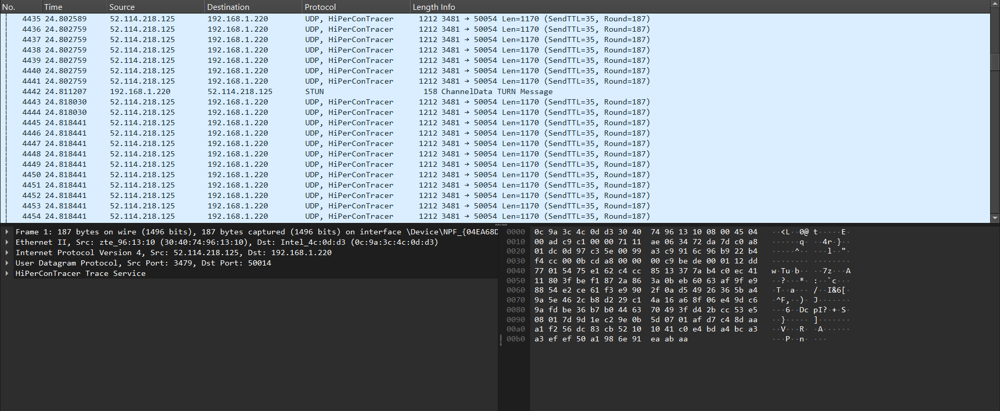 No. Time Source Destination Protocol Length Info
4435 24.802589 52.114.218.125 192.168.1.220 UDP, HiPerConTracer 1212 3481 → 50054 Len=1170 (SendTTL=35, Round=187)
4436 24.802759 52.114.218.125 192.168.1.220 UDP, HiPerConTracer 1212 3481 → 50054 Len=1170 (SendTTL=35, Round=187)
4437 24.802759 52.114.218.125 192.168.1.220 UDP, HiPerConTracer 1212 3481 → 50054 Len=1170 (SendTTL=35, Round=187)
4438 24.802759 52.114.218.125 192.168.1.220 UDP, HiPerConTracer 1212 3481 → 50054 Len=1170 (SendTTL=35, Round=187)
4439 24.802759 52.114.218.125 192.168.1.220 UDP, HiPerConTracer 1212 3481 → 50054 Len=1170 (SendTTL=35, Round=187)
4440 24.802759 52.114.218.125 192.168.1.220 UDP, HiPerConTracer 1212 3481 → 50054 Len=1170 (SendTTL=35, Round=187)
4441 24.802759 52.114.218.125 192.168.1.220 UDP, HiPerConTracer 1212 3481 → 50054 Len=1170 (SendTTL=35, Round=187)
4442 24.811207 192.168.1.220 52.114.218.125 STUN 158 ChannelData TURN Message
4443 24.818030 52.114.218.125 192.168.1.220 UDP, HiPerConTracer 1212 3481 → 50054 Len=1170 (SendTTL=35, Round=187)
4444 24.818030 52.114.218.125 192.168.1.220 UDP, HiPerConTracer 1212 3481 → 50054 Len=1170 (SendTTL=35, Round=187)
4445 24.818441 52.114.218.125 192.168.1.220 UDP, HiPerConTracer 1212 3481 → 50054 Len=1170 (SendTTL=35, Round=187)
4446 24.818441 52.114.218.125 192.168.1.220 UDP, HiPerConTracer 1212 3481 → 50054 Len=1170 (SendTTL=35, Round=187)
4447 24.818441 52.114.218.125 192.168.1.220 UDP, HiPerConTracer 1212 3481 → 50054 Len=1170 (SendTTL=35, Round=187)
4448 24.818441 52.114.218.125 192.168.1.220 UDP, HiPerConTracer 1212 3481 → 50054 Len=1170 (SendTTL=35, Round=187)
4449 24.818441 52.114.218.125 192.168.1.220 UDP, HiPerConTracer 1212 3481 → 50054 Len=1170 (SendTTL=35, Round=187)
4450 24.818441 52.114.218.125 192.168.1.220 UDP, HiPerConTracer 1212 3481 → 50054 Len=1170 (SendTTL=35, Round=187)
4451 24.818441 52.114.218.125 192.168.1.220 UDP, HiPerConTracer 1212 3481 → 50054 Len=1170 (SendTTL=35, Round=187)
4452 24.818441 52.114.218.125 192.168.1.220 UDP, HiPerConTracer 1212 3481 → 50054 Len=1170 (SendTTL=35, Round=187)
4453 24.818441 52.114.218.125 192.168.1.220 UDP, HiPerConTracer 1212 3481 → 50054 Len=1170 (SendTTL=35, Round=187)
4454 24.818441 52.114.218.125 192.168.1.220 UDP, HiPerConTracer 1212 3481 → 50054 Len=1170 (SendTTL=35, Round=187)
Frame 1: 187 bytes on wire (1496 bits), 187 bytes captured (1496 bits) on interface \Device\NPF_{04EA68D
Ethernet II, Src: zte_96:13:10 (30:40:74:96:13:10), Dst: Intel_4c:0d:d3 (0c:9a:3c:4c:0d:d3)
Internet Protocol Version 4, Src: 52.114.218.125, Dst: 192.168.1.220
User Datagram Protocol, Src Port: 3479, Dst Port: 50014
HiPerConTracer Trace Service
0000 0c 9a 3c 4c 0d d3 30 40 74 96 13 10 08 00 45 04 ··<L··0@ t·····E·
0010 00 ad c9 c1 00 00 71 11 ae 06 34 72 da 7d c0 a8 ······q· ··4r·}··
0020 01 dc 0d 97 c3 5e 00 99 a3 c9 91 6c 96 b9 22 b4 ·····^·· ···l··"·
0030 f4 cc 00 0b cd a8 00 00 00 c9 be de 00 01 12 dd ········ ········
0040 77 01 54 75 e1 62 c4 cc 85 13 37 7a b4 c0 ec 41 w·Tu·b·· ··7z···A
0050 11 80 3f be f1 87 2a 86 3a 0b eb 60 63 af 9f e9 ··?···*· :··`c···
0060 88 54 e2 ce 61 f3 e9 90 2f 0a d5 49 26 36 5b a4 ·T··a··· /··I&6[·
0070 9a 5e 46 2c b8 d2 29 c1 4a 16 a6 8f 06 e4 9d c6 ·^F,··)· J·······
0080 9a fd be 36 b7 b0 44 63 70 49 3f d4 2b cc 53 e5 ···6··Dc pI?·+·S·
0090 08 01 7d 9d 1e c2 9e 0b 5d 07 01 af d7 c4 8d aa ··}····· ]·······
00a0 a1 f2 56 dc 83 cb 52 10 10 41 c0 e4 bd a4 bc a3 ··V···R· ·A······
00b0 a3 ef ef 50 a1 98 6e 91 ea ab aa ···P··n· ···